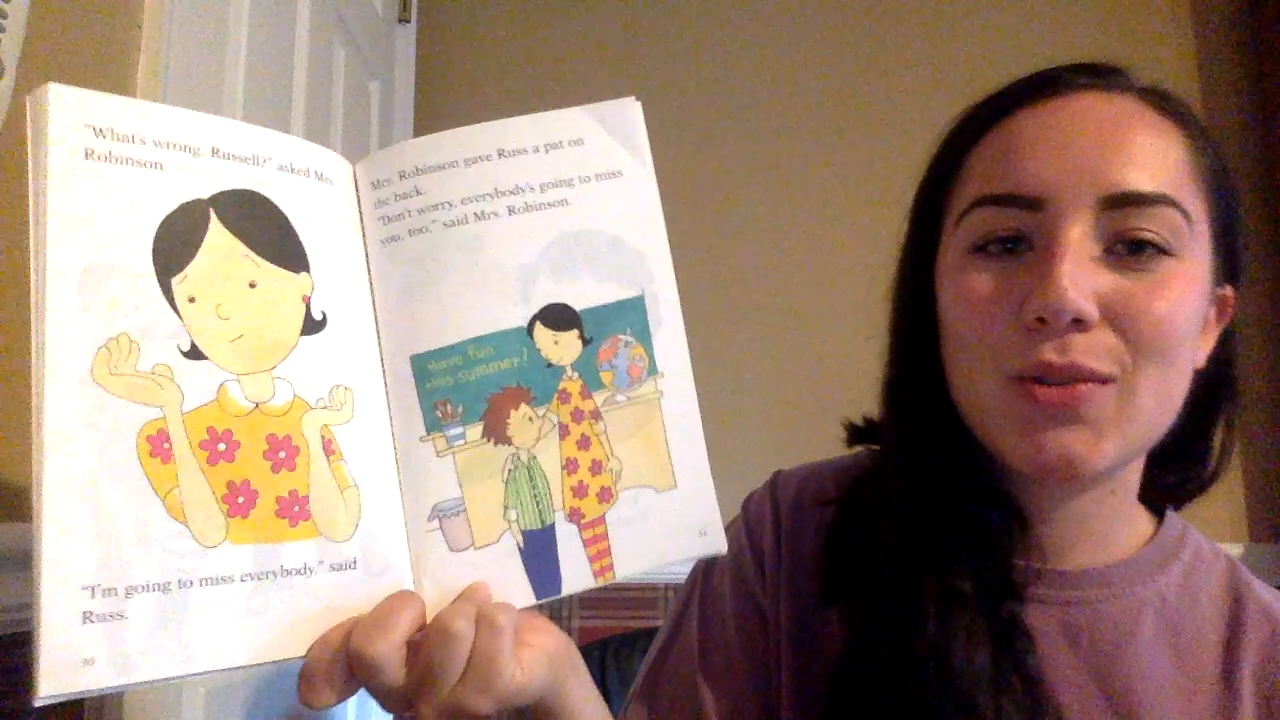 "What's wrong, Russell?" asked Mrs.
Robinson.
"I'm going to miss everybody," said
Russ.
30
Mrs. Robinson gave Russ a pat on
the back.
"Don't worry, everybody's going to miss
you, too," said Mrs. Robinson.
Have fun
this summer!